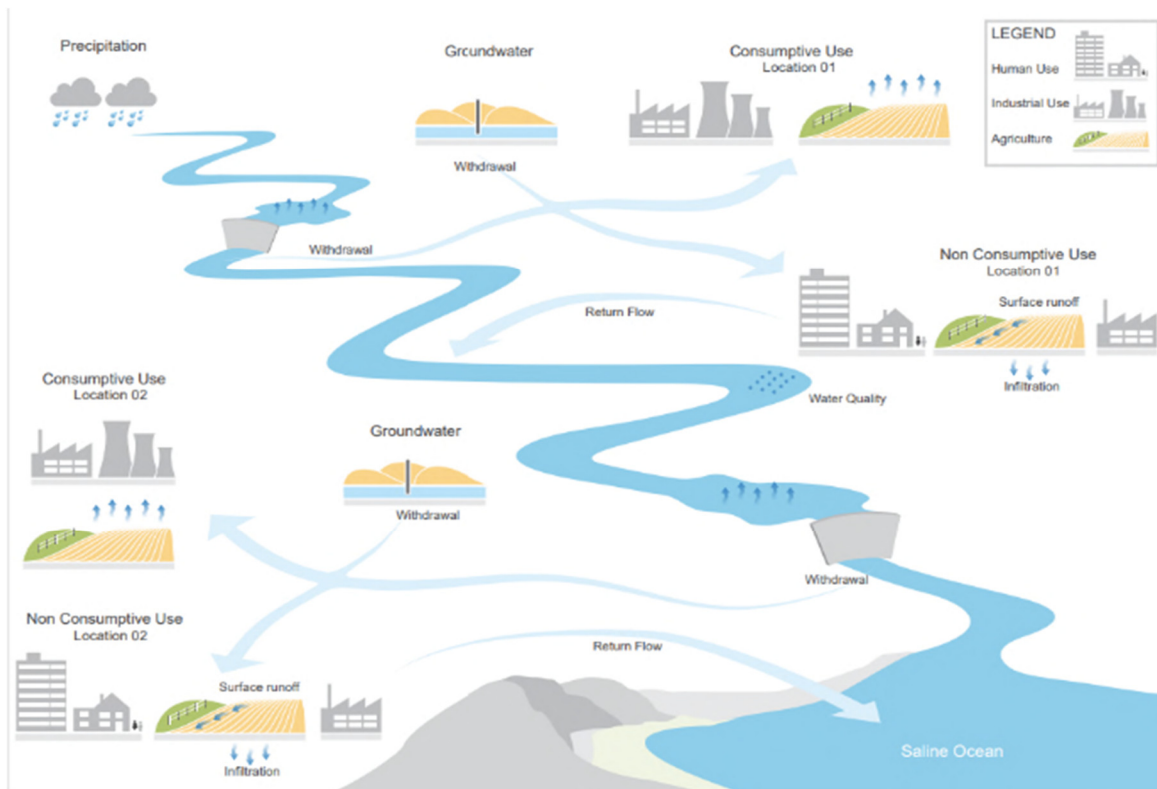 Precipitation
Groundwater
Withdrawal
Consumptive Use
Location 01
LEGEND
Human Use
Industrial Use
Agriculture
Withdrawal
Non Consumptive Use
Location 01
Surface runoff
Infiltration
Return Flow
Water Quality
Consumptive Use
Location 02
Groundwater
Withdrawal
Withdrawal
Non Consumptive Use
Location 02
Surface runoff
Infiltration
Return Flow
Saline Ocean